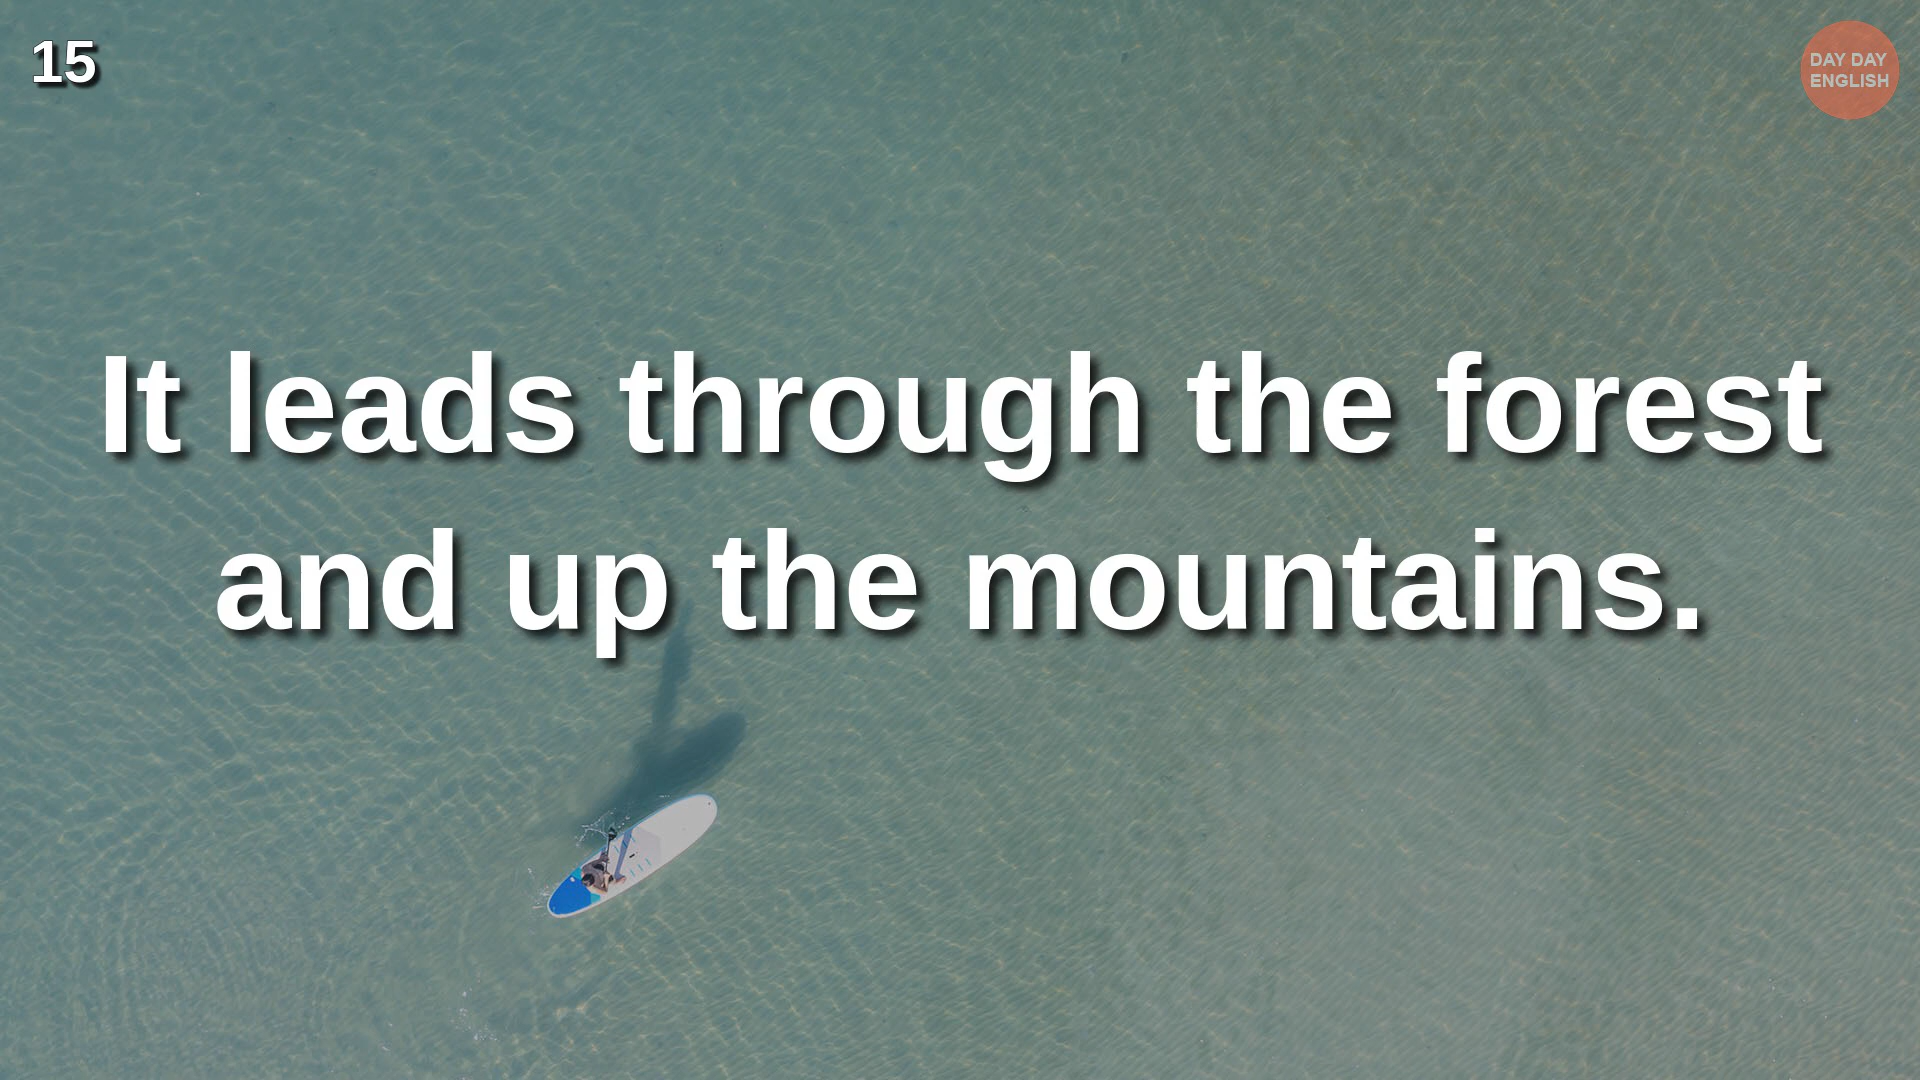 15
DAY DAY
ENGLISH
It leads through the forest
and up the mountains.